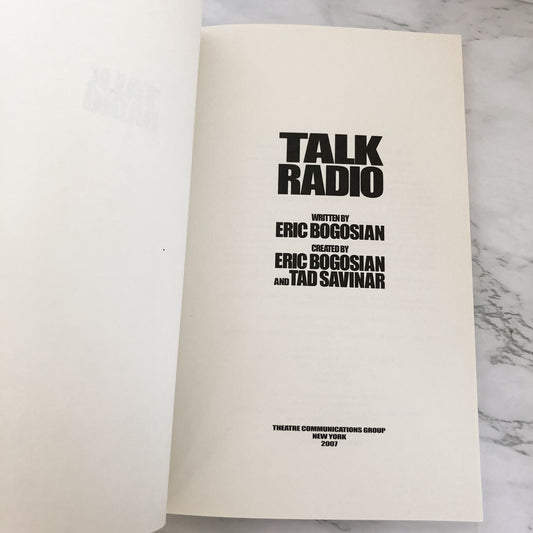 TALK
RADIO
WRITTEN BY
ERIC BOGOSIAN
CREATED BY
ERIC BOGOSIAN
AND TAD SAVINAR
THEATRE COMMUNICATIONS GROUP
NEW YORK
2007